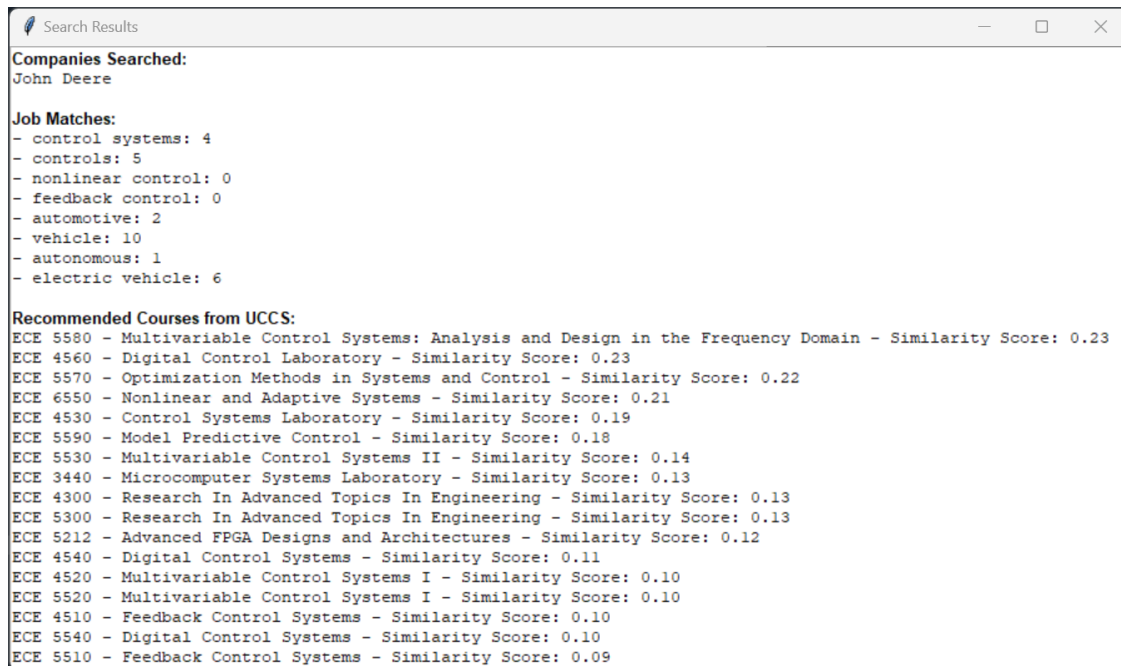 Search Results
Companies Searched:
John Deere
Job Matches:
- control systems: 4
- controls: 5
- nonlinear control: 0
- feedback control: 0
- automotive: 2
- vehicle: 10
- autonomous: 1
- electric vehicle: 6
Recommended Courses from UCCS:
ECE 5580 - Multivariable Control Systems: Analysis and Design in the Frequency Domain - Similarity Score: 0.23
ECE 4560 - Digital Control Laboratory - Similarity Score: 0.23
ECE 5570 - Optimization Methods in Systems and Control - Similarity Score: 0.22
ECE 6550 - Nonlinear and Adaptive Systems - Similarity Score: 0.21
ECE 4530 - Control Systems Laboratory - Similarity Score: 0.19
ECE 5590 - Model Predictive Control - Similarity Score: 0.18
ECE 5530 - Multivariable Control Systems II - Similarity Score: 0.14
ECE 3440 - Microcomputer Systems Laboratory - Similarity Score: 0.13
ECE 4300 - Research In Advanced Topics In Engineering - Similarity Score: 0.13
ECE 5300 - Research In Advanced Topics In Engineering - Similarity Score: 0.13
ECE 5212 - Advanced FPGA Designs and Architectures - Similarity Score: 0.12
ECE 4540 - Digital Control Systems - Similarity Score: 0.11
ECE 4520 - Multivariable Control Systems I - Similarity Score: 0.10
ECE 5520 - Multivariable Control Systems I - Similarity Score: 0.10
ECE 4510 - Feedback Control Systems - Similarity Score: 0.10
ECE 5540 - Digital Control Systems - Similarity Score: 0.10
ECE 5510 - Feedback Control Systems - Similarity Score: 0.09